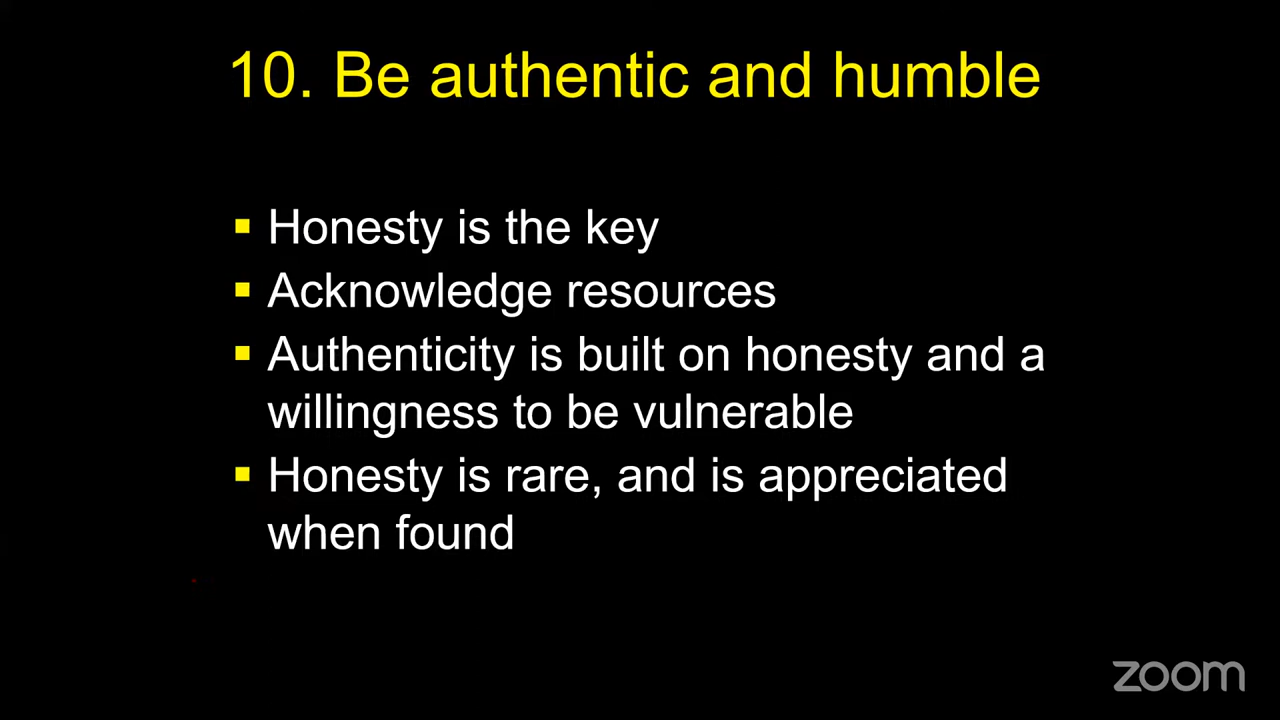 10. Be authentic and humble
Honesty is the key
Acknowledge resources
Authenticity is built on honesty and a
willingness to be vulnerable
Honesty is rare, and is appreciated
when found
zoom